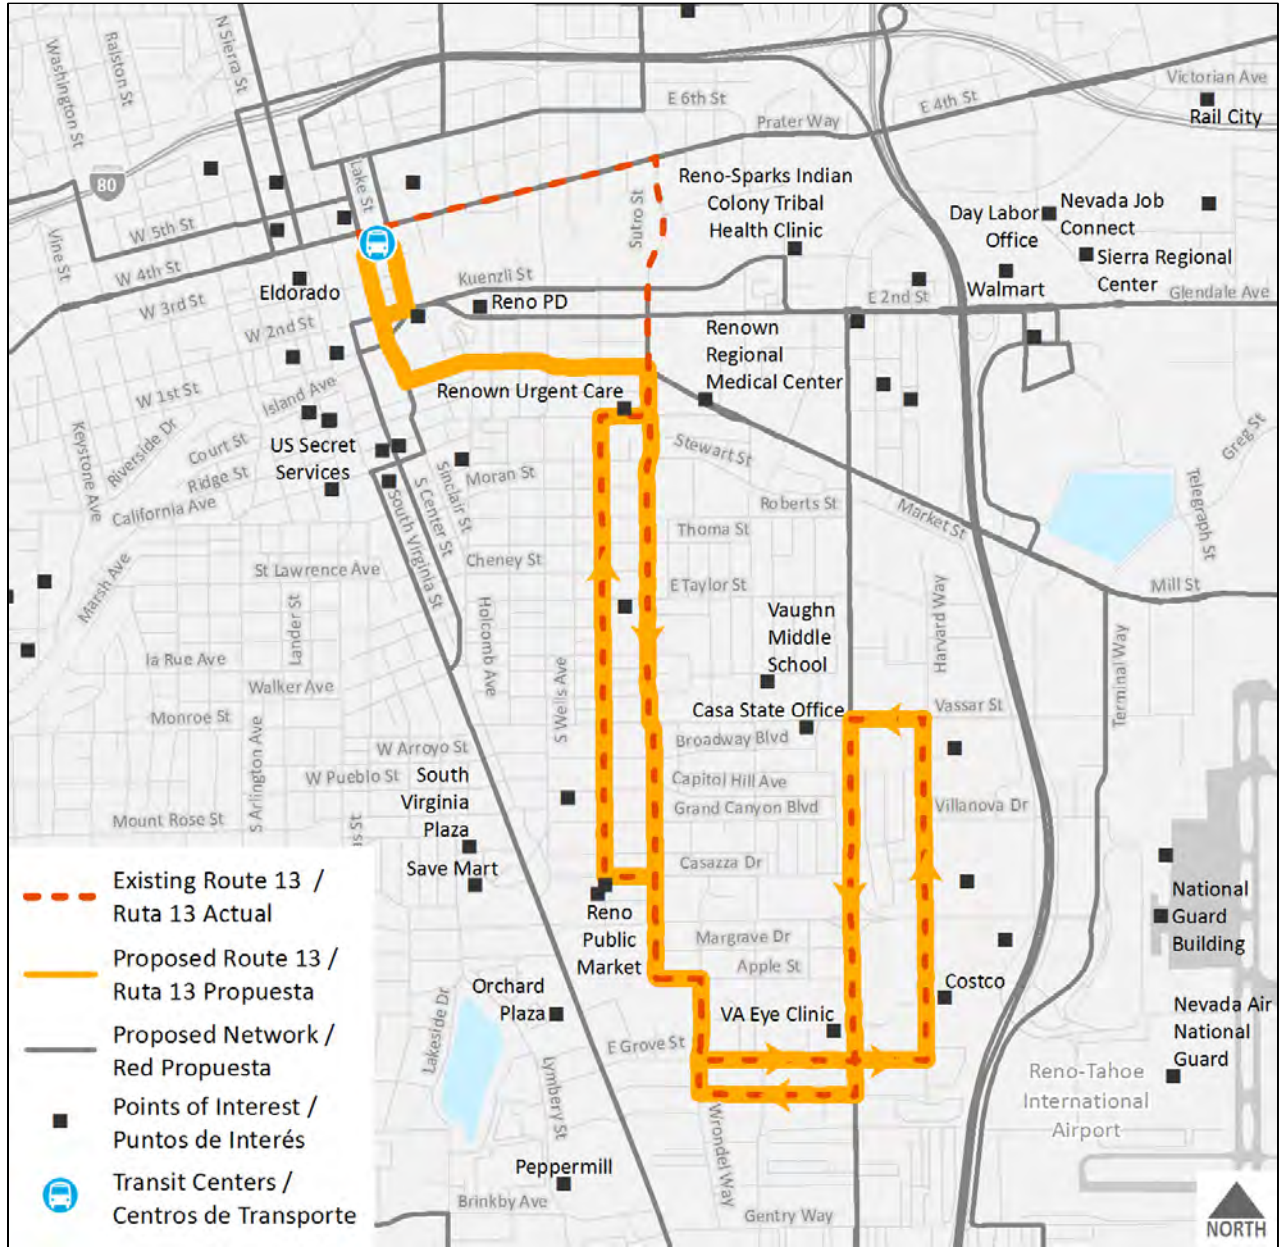 Washington St
Ralston St
N Sierra St
E 6th St
Prater Way
E 4th St
Victorian Ave
Rail City
80
Lake St
Sutro St
Reno-Sparks Indian
Colony Tribal
Health Clinic
Day Labor
Office
Nevada Job
Connect
Sierra Regional
Center
Walmart
Glendale Ave
Vine St
W 5th St
W 4th St
W 3rd St
W 2nd St
W 1st St
Eldorado
Kuenzli St
Reno PD
E 2nd St
Renown
Regional
Medical Center
Renown Urgent Care
Island Ave
Riverside Dr
Court St
Ridge St
California Ave
Keystone Ave
US Secret
Services
Sinclair St
Moran St
S Center St
South Virginia St
Stewart St
Roberts St
Thoma St
Market St
Greg St
Telegraph St
Mill St
Marsh Ave
St Lawrence Ave
Cheney St
E Taylor St
Lander St
Holcomb Ave
Vaughn
Middle
School
Harvard Way
Terminal Way
la Rue Ave
Walker Ave
Monroe St
S Wells Ave
Casa State Office
Vassar St
Broadway Blvd
W Arroyo St
W Pueblo St
S Arlington Ave
Mount Rose St
South
Virginia
Plaza
Capitol Hill Ave
Grand Canyon Blvd
Villanova Dr
Save Mart
Casazza Dr
Reno
Public
Market
Margrave Dr
Apple St
National
Guard
Building
Orchard
Plaza
VA Eye Clinic
Costco
Lakeside Dr
E Grove St
Nevada Air
National
Guard
Lymbery St
Wrondel Way
Reno-Tahoe
International
Airport
Peppermill
Brinkby Ave
Gentry Way
Existing Route 13 /
Ruta 13 Actual
Proposed Route 13 /
Ruta 13 Propuesta
Proposed Network /
Red Propuesta
Points of Interest /
Puntos de Interés
Transit Centers /
Centros de Transporte
NORTH